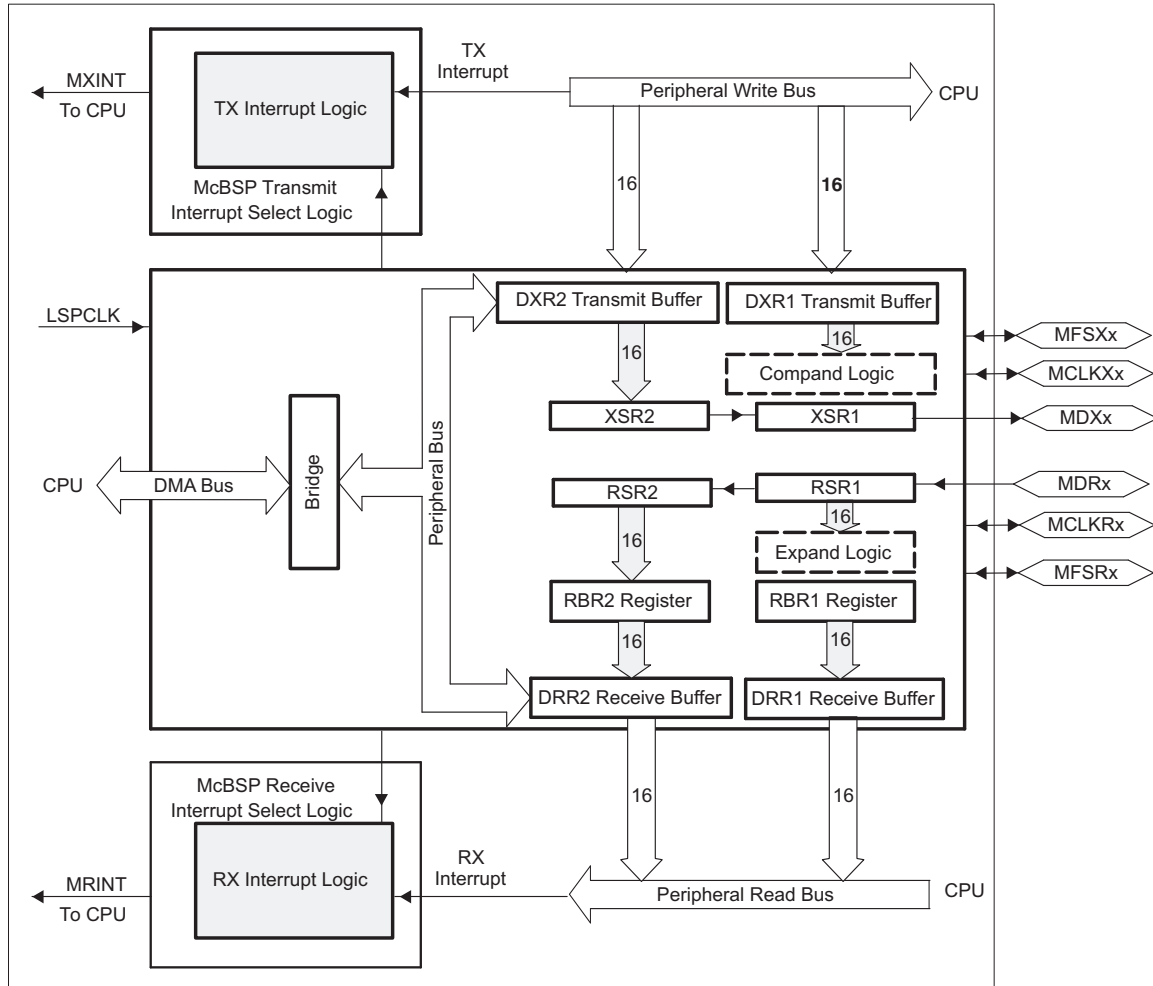 MXINT
To CPU
TX Interrupt Logic
McBSP Transmit
Interrupt Select Logic
TX
Interrupt
Peripheral Write Bus
CPU
16
16
LSPCLK
DXR2 Transmit Buffer
DXR1 Transmit Buffer
16
16
Compand Logic
XSR2
XSR1
MFSXx
MCLKXx
MDXx
CPU
DMA Bus
Bridge
Peripheral Bus
RSR2
RSR1
16
16
Expand Logic
RBR2 Register
RBR1 Register
16
16
DRR2 Receive Buffer
DRR1 Receive Buffer
MDRx
MCLKRx
MFSRx
McBSP Receive
Interrupt Select Logic
RX Interrupt Logic
MRINT
To CPU
RX
Interrupt
16
16
Peripheral Read Bus
CPU